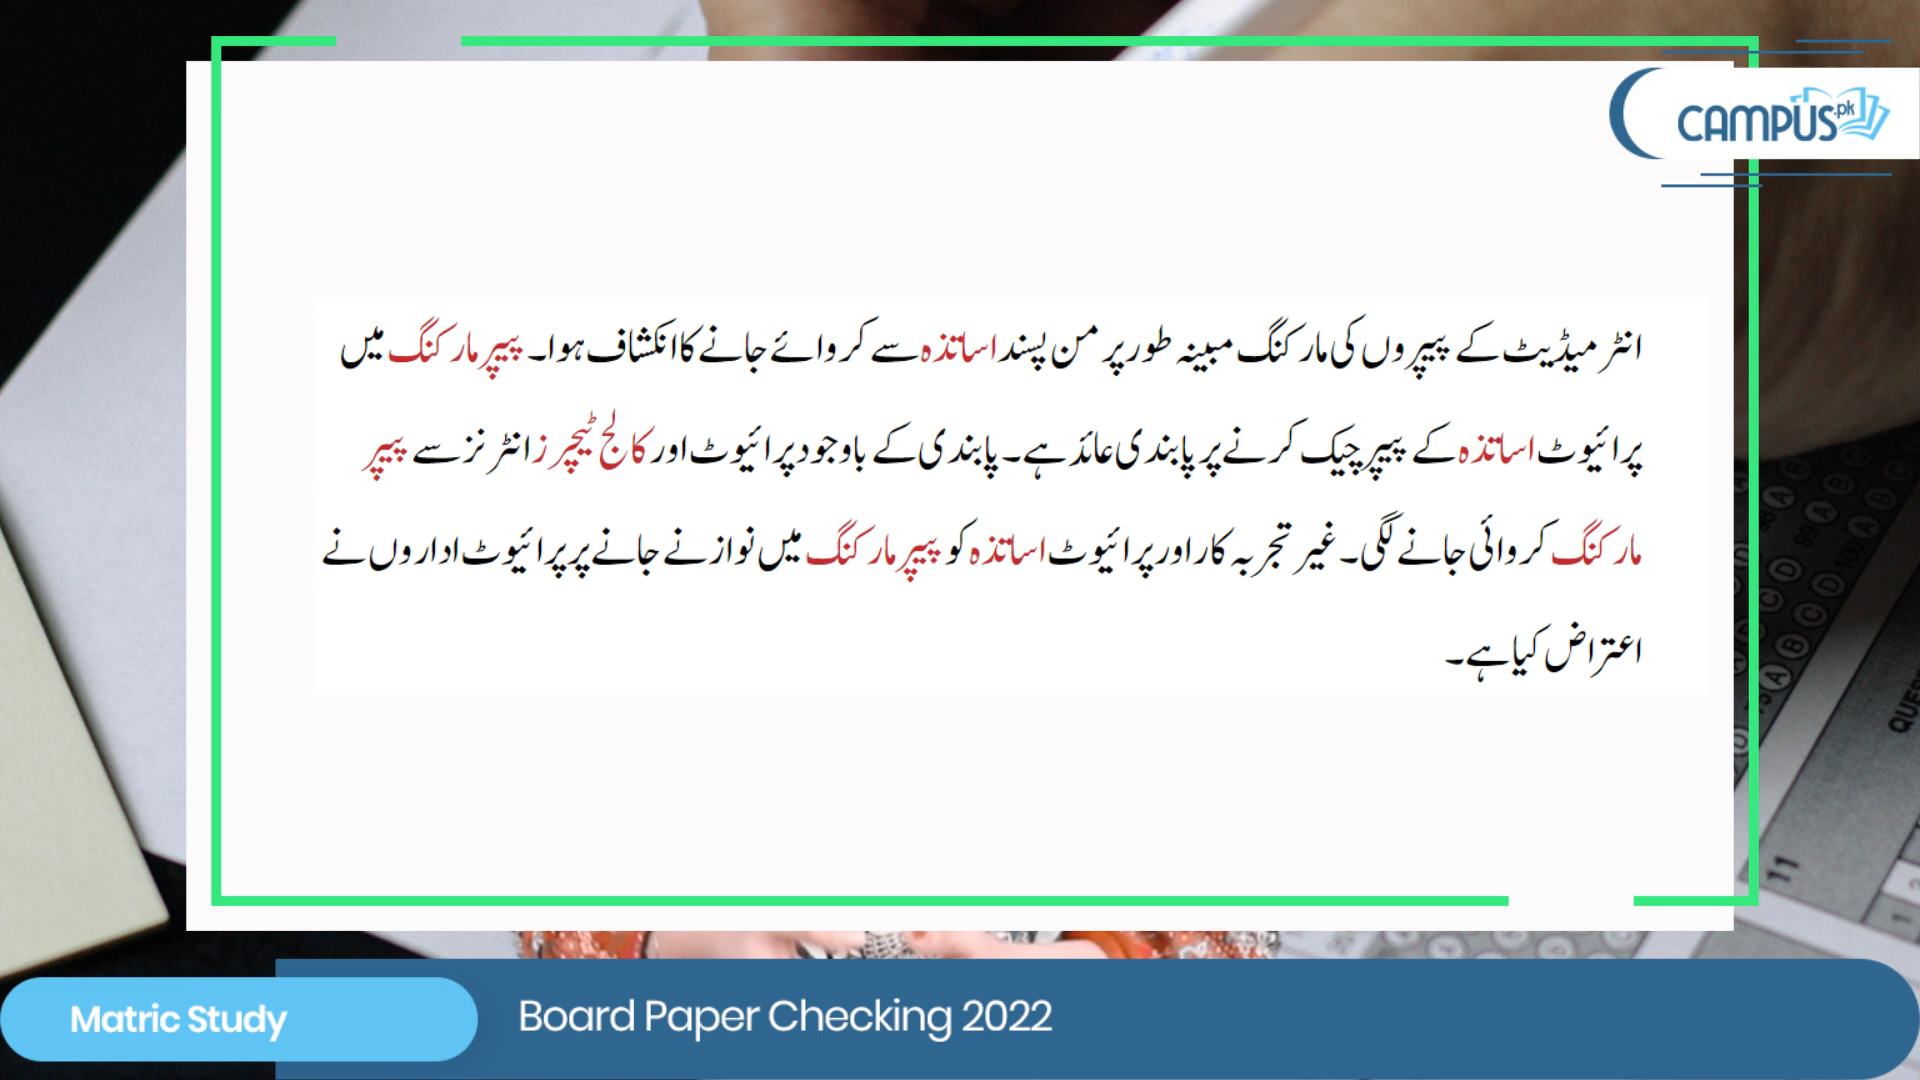 CAMPUS.pk
انٹر میڈیٹ کے پیپروں کی مارکنگ مبینہ طور پر من پسند اساتذہ سے کروائے جانے کا انکشاف ہوا۔ پیپر مارکنگ میں
پرائیوٹ اساتذہ کے پیپر چیک کرنے پر پابندی عائد ہے۔ پابندی کے باوجود پرائیوٹ اور کالج ٹیچرز انٹرنز سے پیپر
مارکنگ کروائی جانے لگی۔ غیر تجربہ کار اور پرائیوٹ اساتذہ کو پیپر مارکنگ میں نوازنے جانے پر پرائیوٹ اداروں نے
اعتراض کیا ہے۔
Matric Study
Board Paper Checking 2022